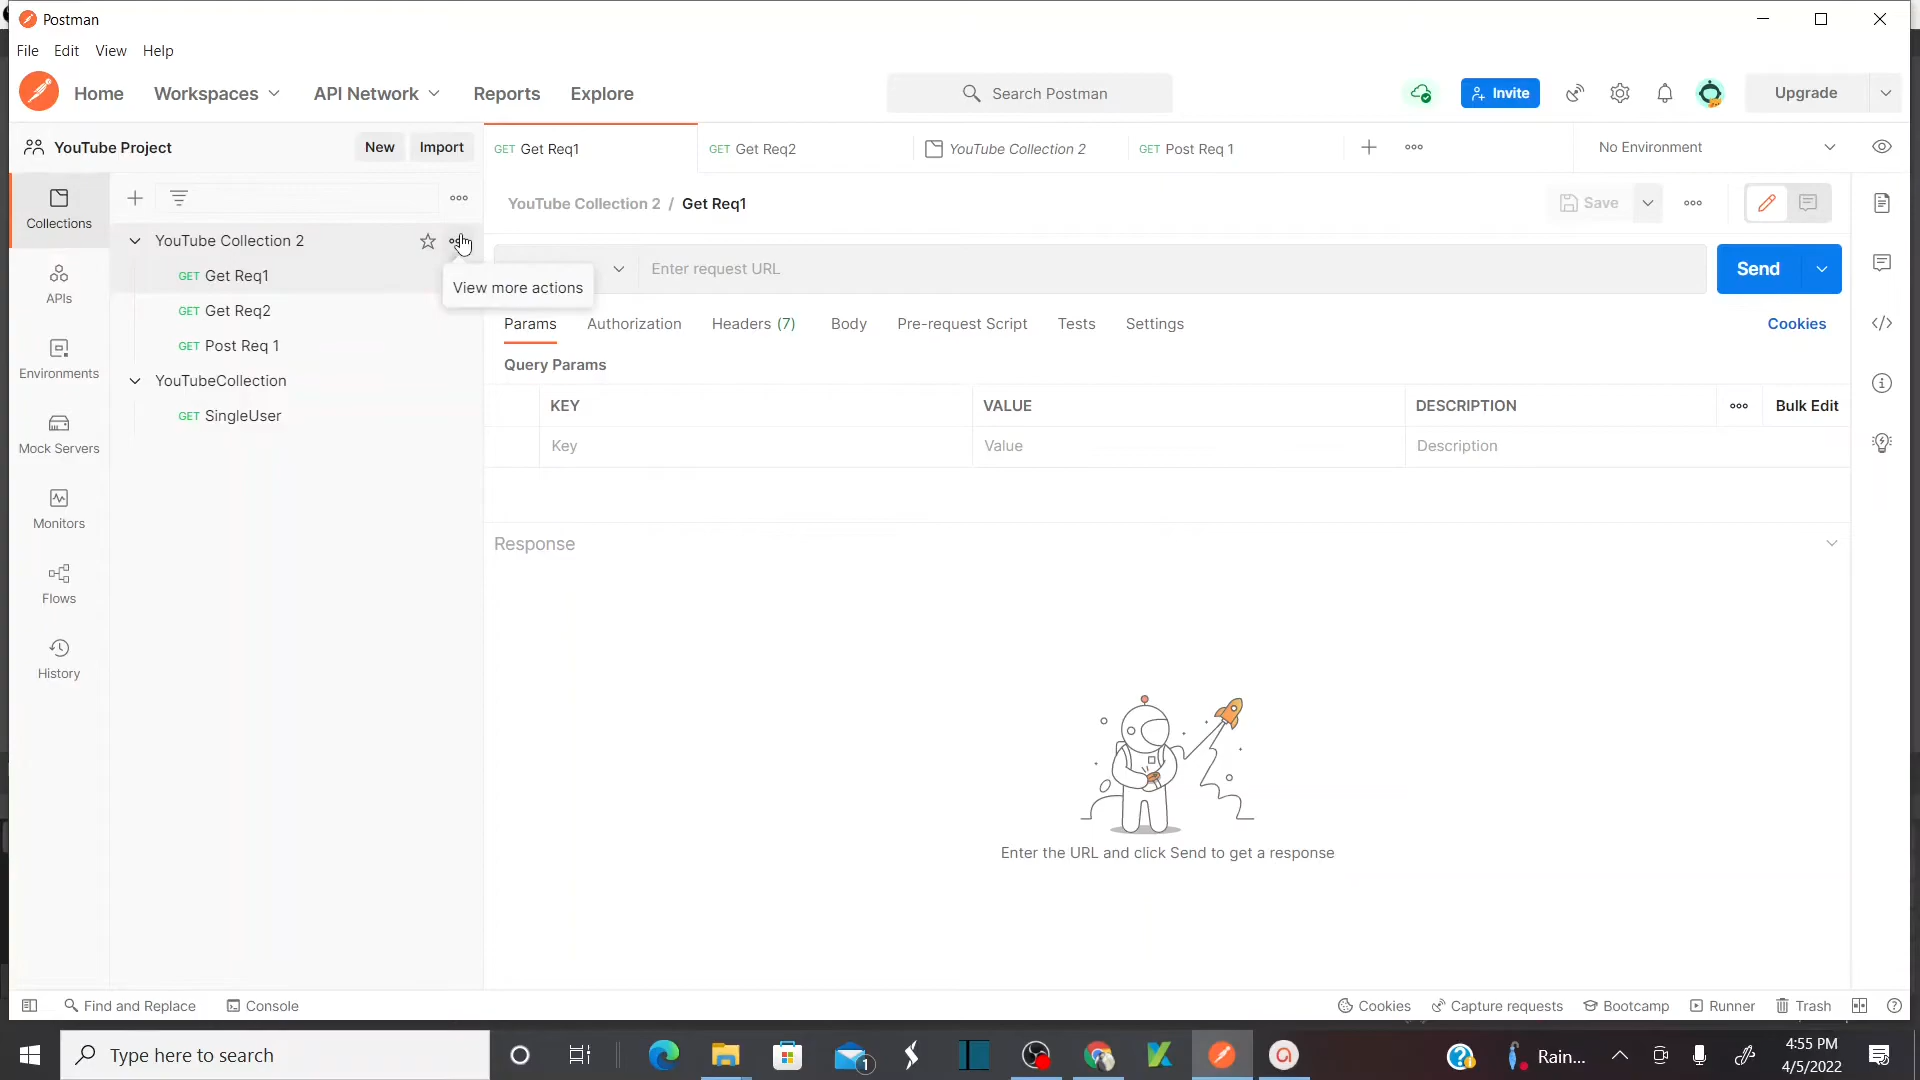 Postman
File Edit View Help
Home Workspaces API Network Reports Explore Search Postman Invite Upgrade
YouTube Project New Import GET Get Req1 GET Get Req2 YouTube Collection 2 GET Post Req 1 No Environment
Collections
YouTube Collection 2 / Get Req1 Save
YouTube Collection 2
GET Get Req1
GET Get Req2
GET Post Req 1
YouTubeCollection
GET SingleUser
View more actions
Enter request URL Send
APIs
Environments
Mock Servers
Monitors
Flows
History
Params Authorization Headers (7) Body Pre-request Script Tests Settings Cookies
Query Params
KEY VALUE DESCRIPTION Bulk Edit
Key Value Description
Response
Enter the URL and click Send to get a response
Find and Replace Console Cookies Capture requests Bootcamp Runner Trash
Type here to search 1 Rain... 4:55 PM
4/5/2022